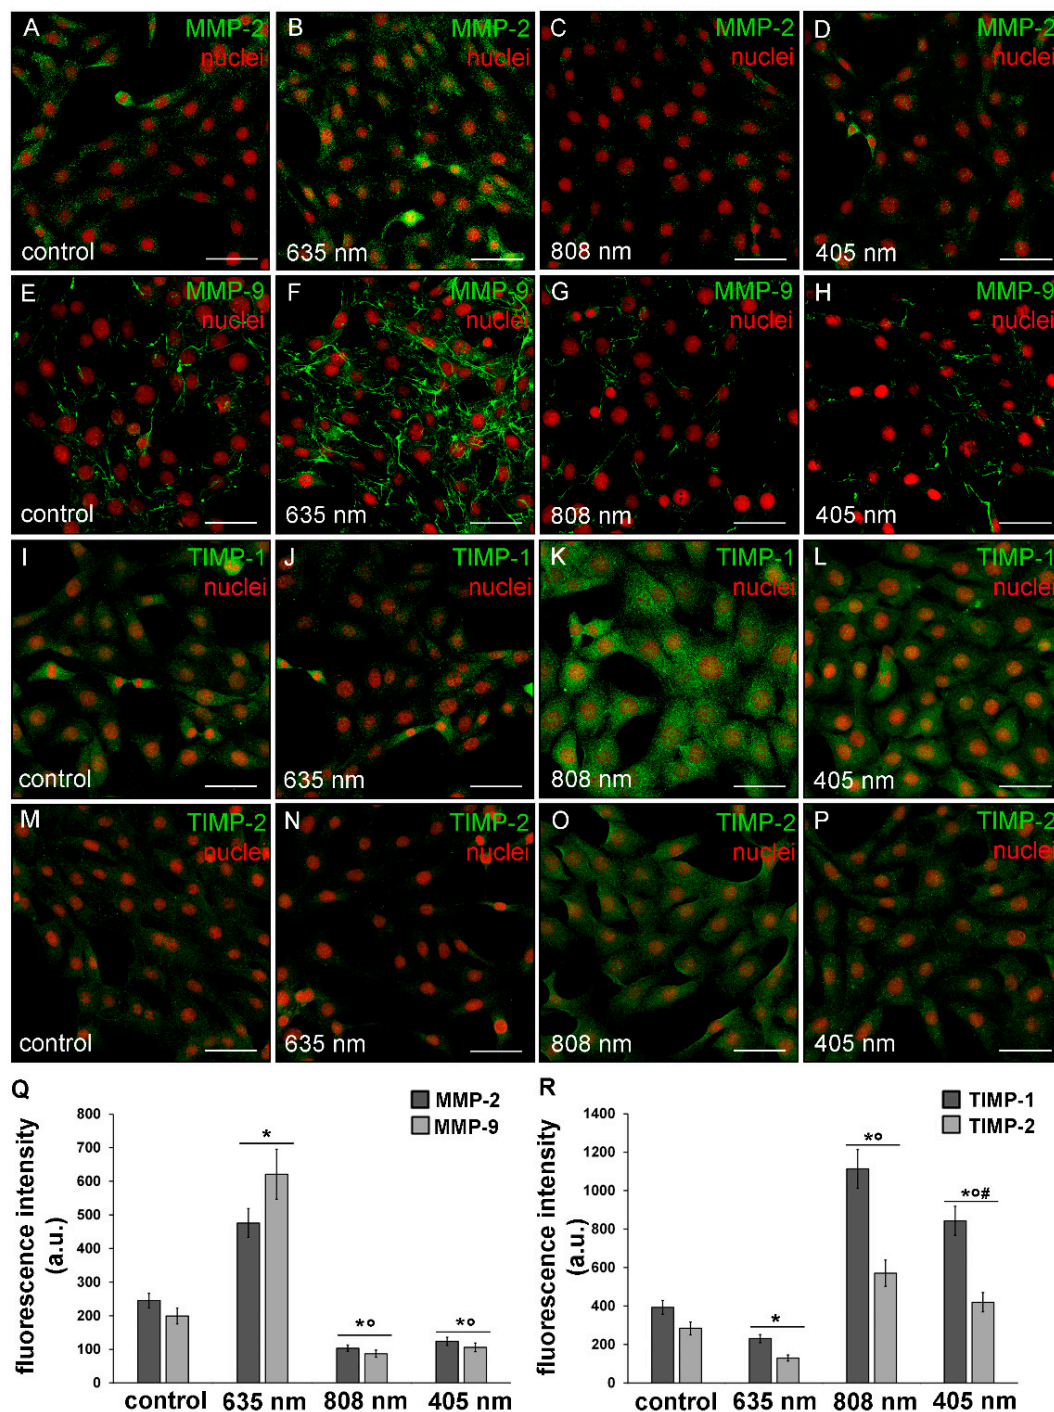 A MMP-2
nuclei
control
B MMP-2
nuclei
635 nm
C MMP-2
nuclei
808 nm
D MMP-2
nuclei
405 nm
E MMP-9
nuclei
control
F MMP-9
nuclei
635 nm
G MMP-9
nuclei
808 nm
H MMP-9
nuclei
405 nm
I TIMP-1
nuclei
control
J TIMP-1
nuclei
635 nm
K TIMP-1
nuclei
808 nm
L TIMP-1
nuclei
405 nm
M TIMP-2
nuclei
control
N TIMP-2
nuclei
635 nm
O TIMP-2
nuclei
808 nm
P TIMP-2
nuclei
405 nm
Q
MMP-2
MMP-9
fluorescence intensity
(a.u.)
800
700
600
500
400
300
200
100
0
*
*°
*°
control 635 nm 808 nm 405 nm
R
TIMP-1
TIMP-2
fluorescence intensity
(a.u.)
1400
1200
1000
800
600
400
200
0
*
*°
*°#
control 635 nm 808 nm 405 nm